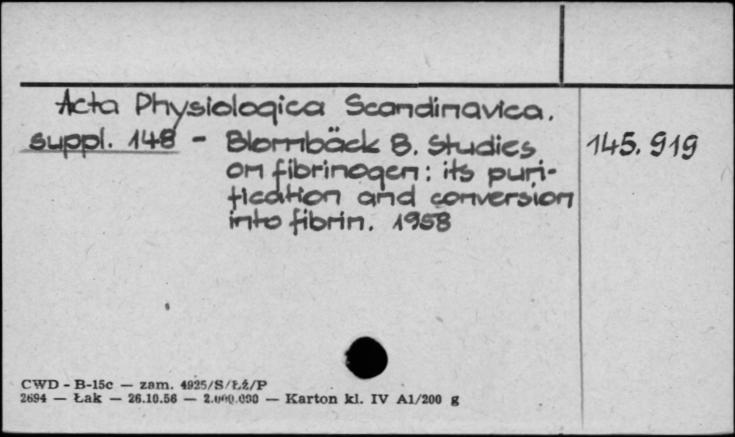 Acta Physiologica Scandinavica.
suppl. 148 - Blombäck B. Studies 145.919
on fibrinogen: its puri-
fication and conversion
into fibrin. 1958
CWD - B-15c — zam. 4925/S/Łż/P
2694 — Łak — 26.10.56 — 2.000.000 — Karton kl. IV A1/200 g